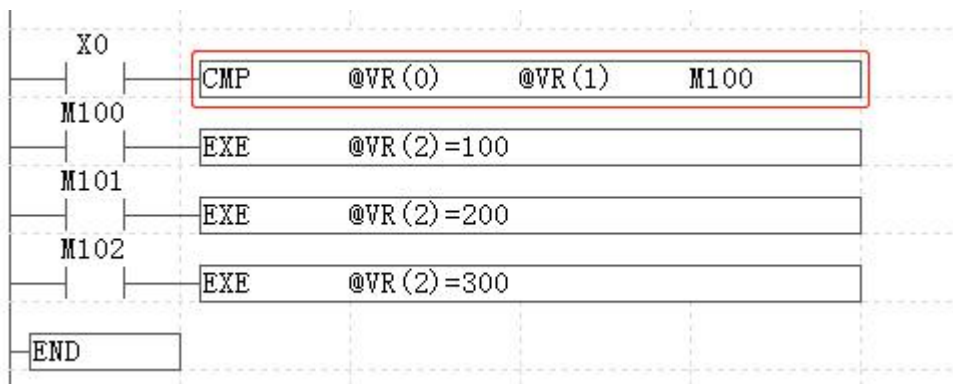 X0
CMP @VR(0) @VR(1) M100
M100
EXE @VR(2)=100
M101
EXE @VR(2)=200
M102
EXE @VR(2)=300
END